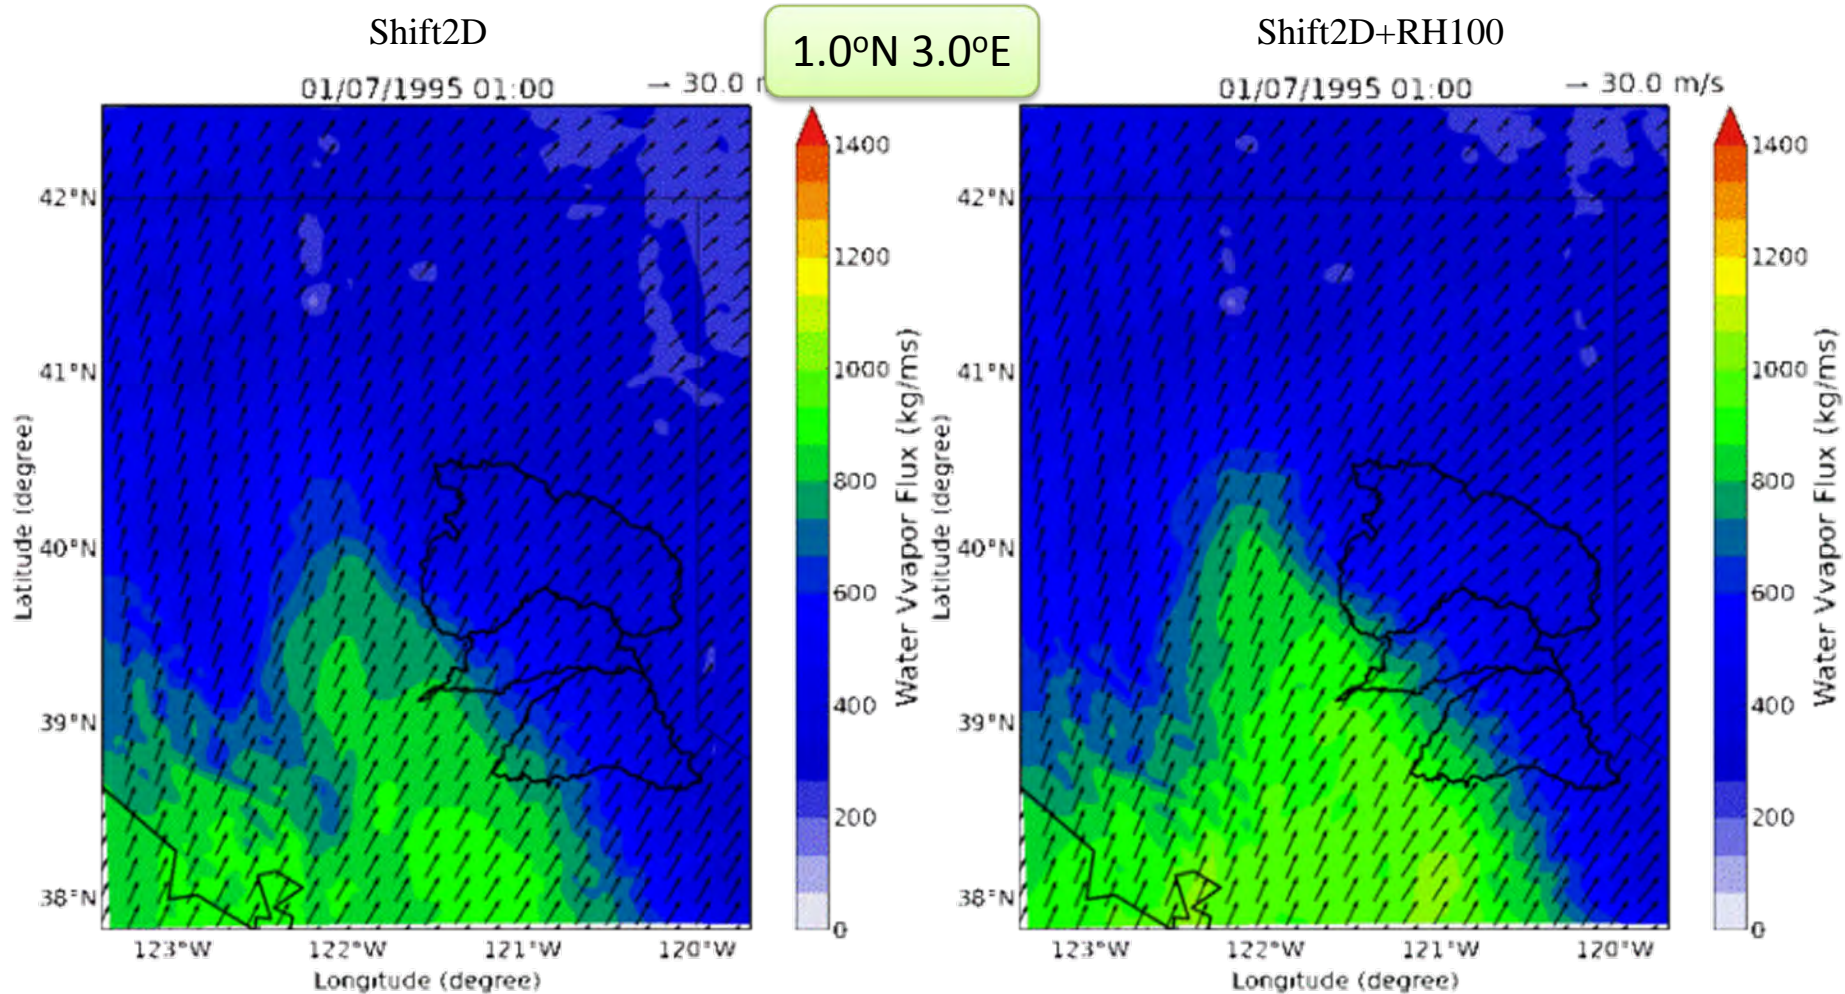 Shift2D
1.0°N 3.0°E
Shift2D+RH100
01/07/1995 01:00
→ 30.0 m
01/07/1995 01:00
→ 30.0 m/s
42°N
41°N
40°N
39°N
38°N
Latitude (degree)
123°W
122°W
121°W
120°W
Longitude (degree)
1400
1200
1000
800
600
400
200
0
Water Vvapor Flux (kg/ms)
42°N
41°N
40°N
39°N
38°N
Latitude (degree)
123°W
122°W
121°W
120°W
Longitude (degree)
1400
1200
1000
800
600
400
200
0
Water Vvapor Flux (kg/ms)